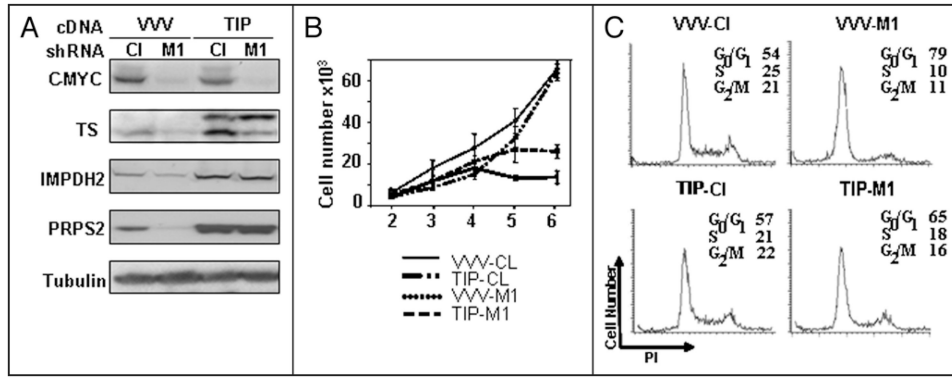 A
cDNA VVV TIP
shRNA Cl M1 Cl M1
C-MYC
TS
IMPDH2
PRPS2
Tubulin
B
Cell number x10³
60
40
20
0
2 3 4 5 6
VVV-CL
TIP-CL
VVV-M1
TIP-M1
C
VVV-Cl
G0/G1 54
S 25
G2/M 21
VVV-M1
G0/G1 79
S 10
G2/M 11
TIP-Cl
G0/G1 57
S 21
G2/M 22
TIP-M1
G0/G1 65
S 18
G2/M 16
Cell Number
PI